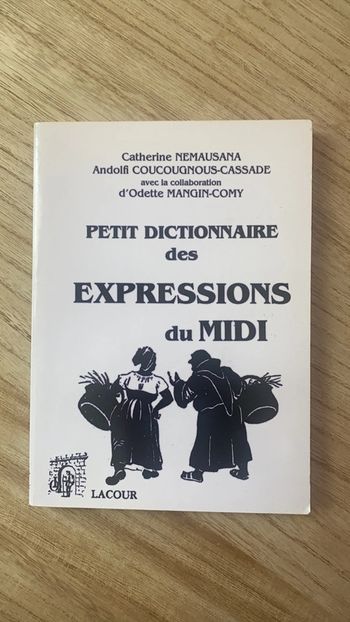 Catherine NEMAUSANA
Andolfi COUCOUGNOUS-CASSADE
avec la collaboration
d'Odette MANGIN-COMY
PETIT DICTIONNAIRE
des
EXPRESSIONS
du MIDI
LACOUR